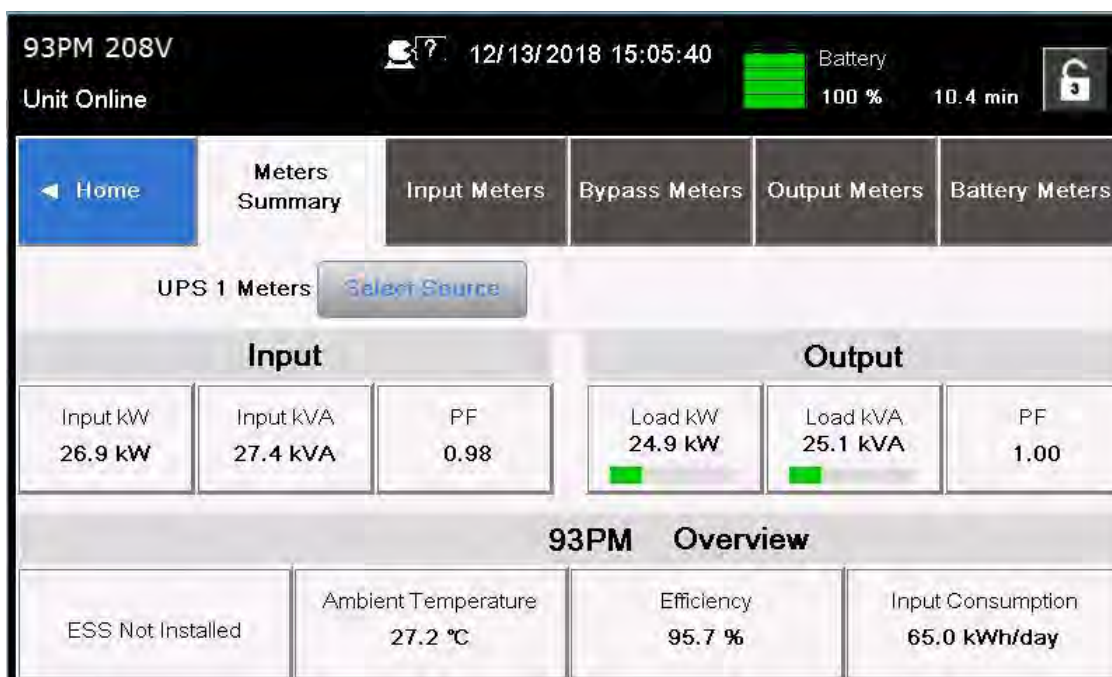 93PM 208V
? 12/13/2018 15:05:40
Battery
Unit Online
100 % 10.4 min
3
◄ Home
Meters Summary
Input Meters
Bypass Meters
Output Meters
Battery Meters
UPS 1 Meters Select Source
Input
Output
Input kW
26.9 kW
Input kVA
27.4 kVA
PF
0.98
Load kW
24.9 kW
Load kVA
25.1 kVA
PF
1.00
93PM Overview
ESS Not Installed
Ambient Temperature
27.2 °C
Efficiency
95.7 %
Input Consumption
65.0 kWh/day